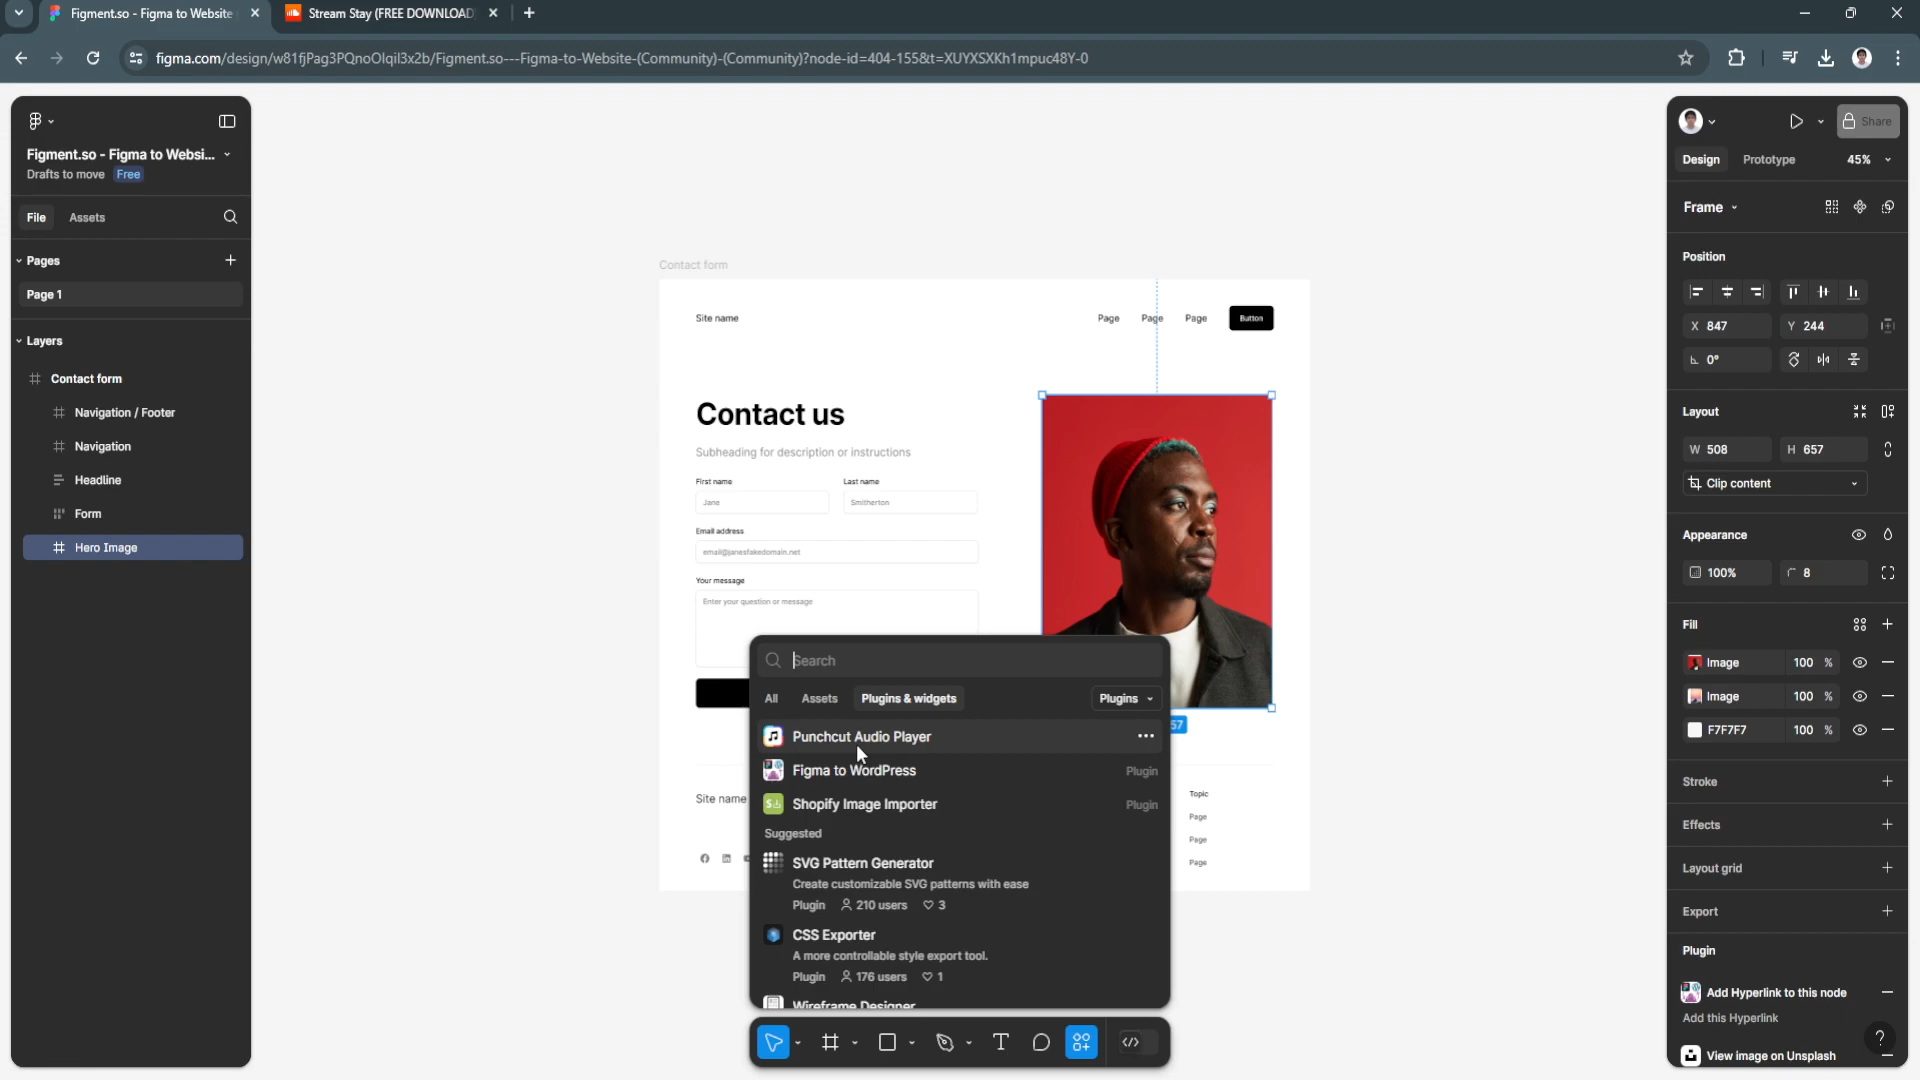 Figment.so - Figma to Website
Stream Stay (FREE DOWNLOAD)
figma.com/design/w81fjPag3PQnoOlqil3x2b/Figment.so---Figma-to-Website-(Community)-(Community)?node-id=404-155&t=XUYXSXKh1mpuc48Y-0
Figment.so - Figma to Websi...
Drafts to move Free
File Assets
Pages
Page 1
Layers
Contact form
Navigation / Footer
Navigation
Headline
Form
Hero Image
Contact form
Site name Page Page Page Button
Contact us
Subheading for description or instructions
First name Last name
Jane Smitherton
Email address
email@janesfakedomain.net
Your message
Enter your question or message
57
Site name
Topic
Page
Page
Page
Search
All Assets Plugins & widgets Plugins
Punchcut Audio Player
Figma to WordPress Plugin
Shopify Image Importer Plugin
Suggested
SVG Pattern Generator
Create customizable SVG patterns with ease
Plugin 210 users 3
CSS Exporter
A more controllable style export tool.
Plugin 176 users 1
Wireframe Designer
Share
Design Prototype 45%
Frame
Position
X 847 Y 244
0°
Layout
W 508 H 657
Clip content
Appearance
100% 8
Fill
Image 100 %
Image 100 %
F7F7F7 100 %
Stroke
Effects
Layout grid
Export
Plugin
Add Hyperlink to this node
Add this Hyperlink
View image on Unsplash
?